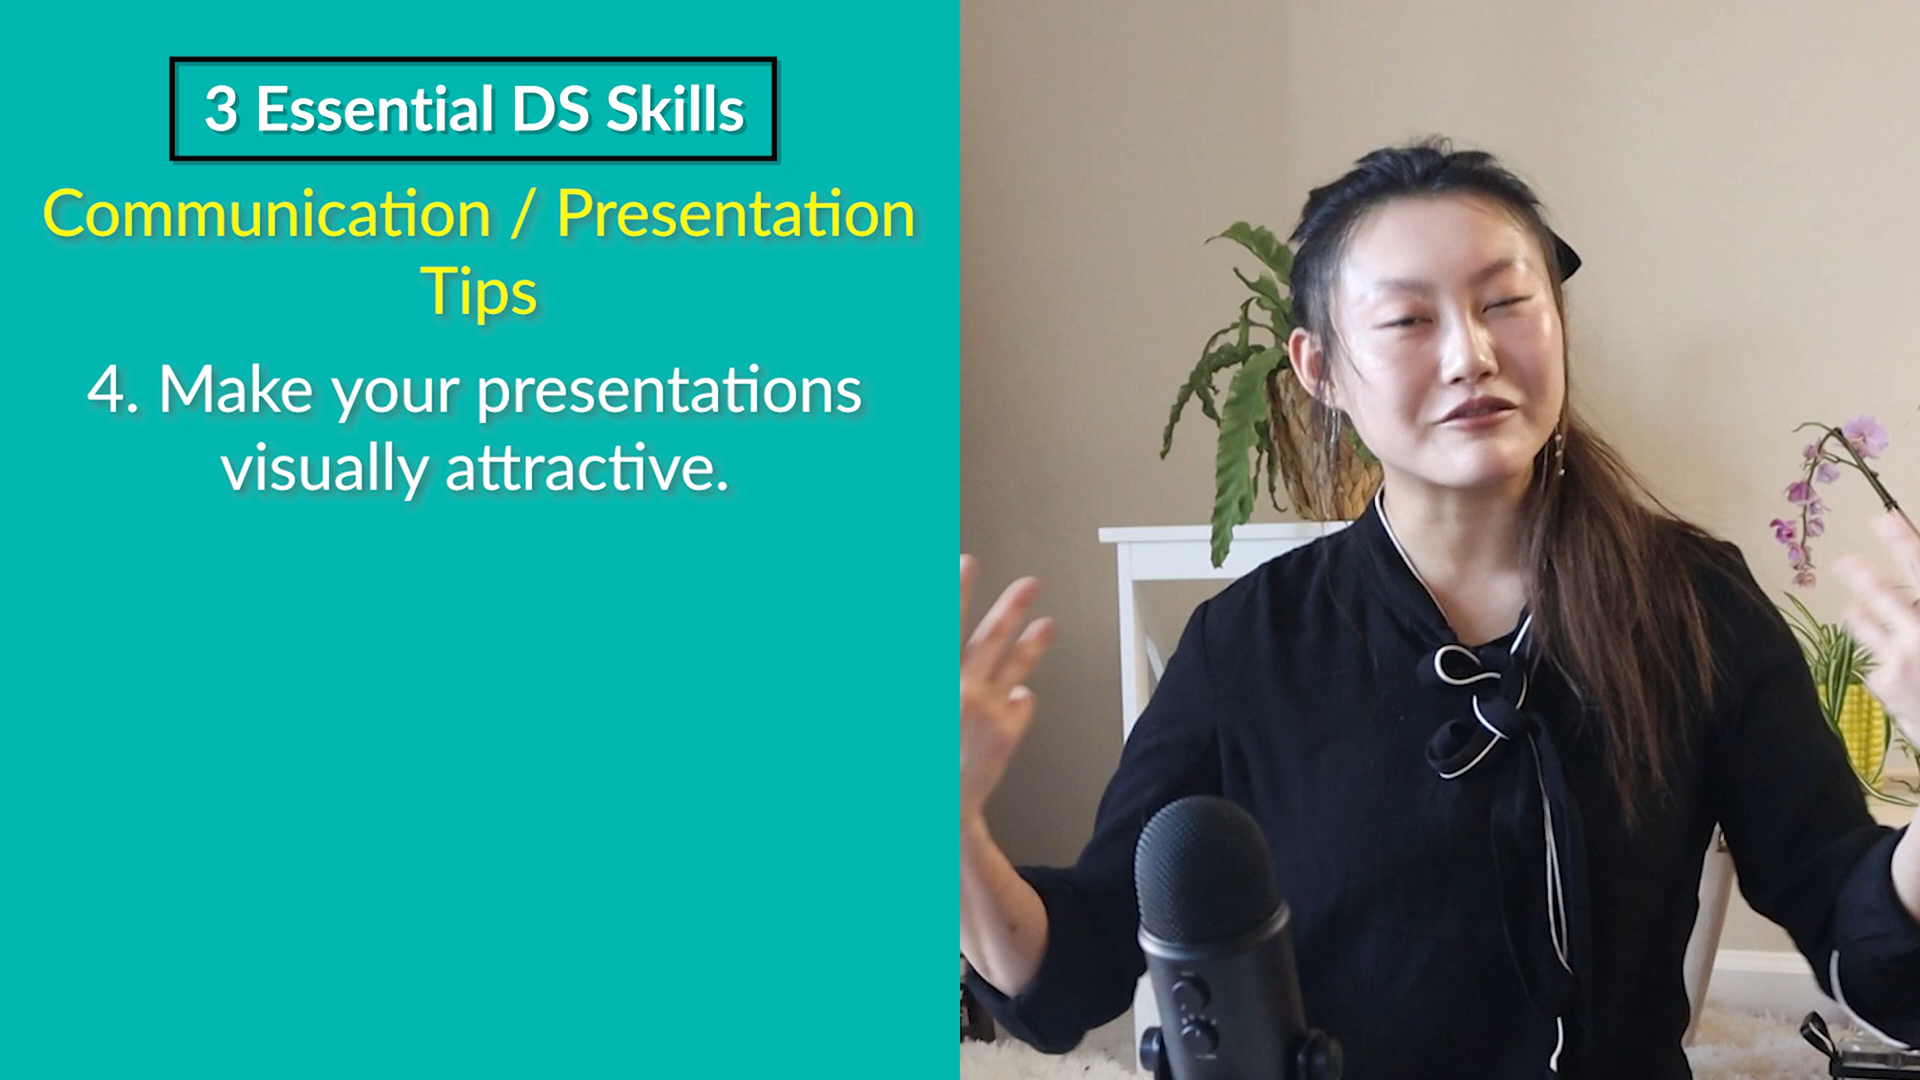 3 Essential DS Skills
Communication / Presentation
Tips
4. Make your presentations
visually attractive.